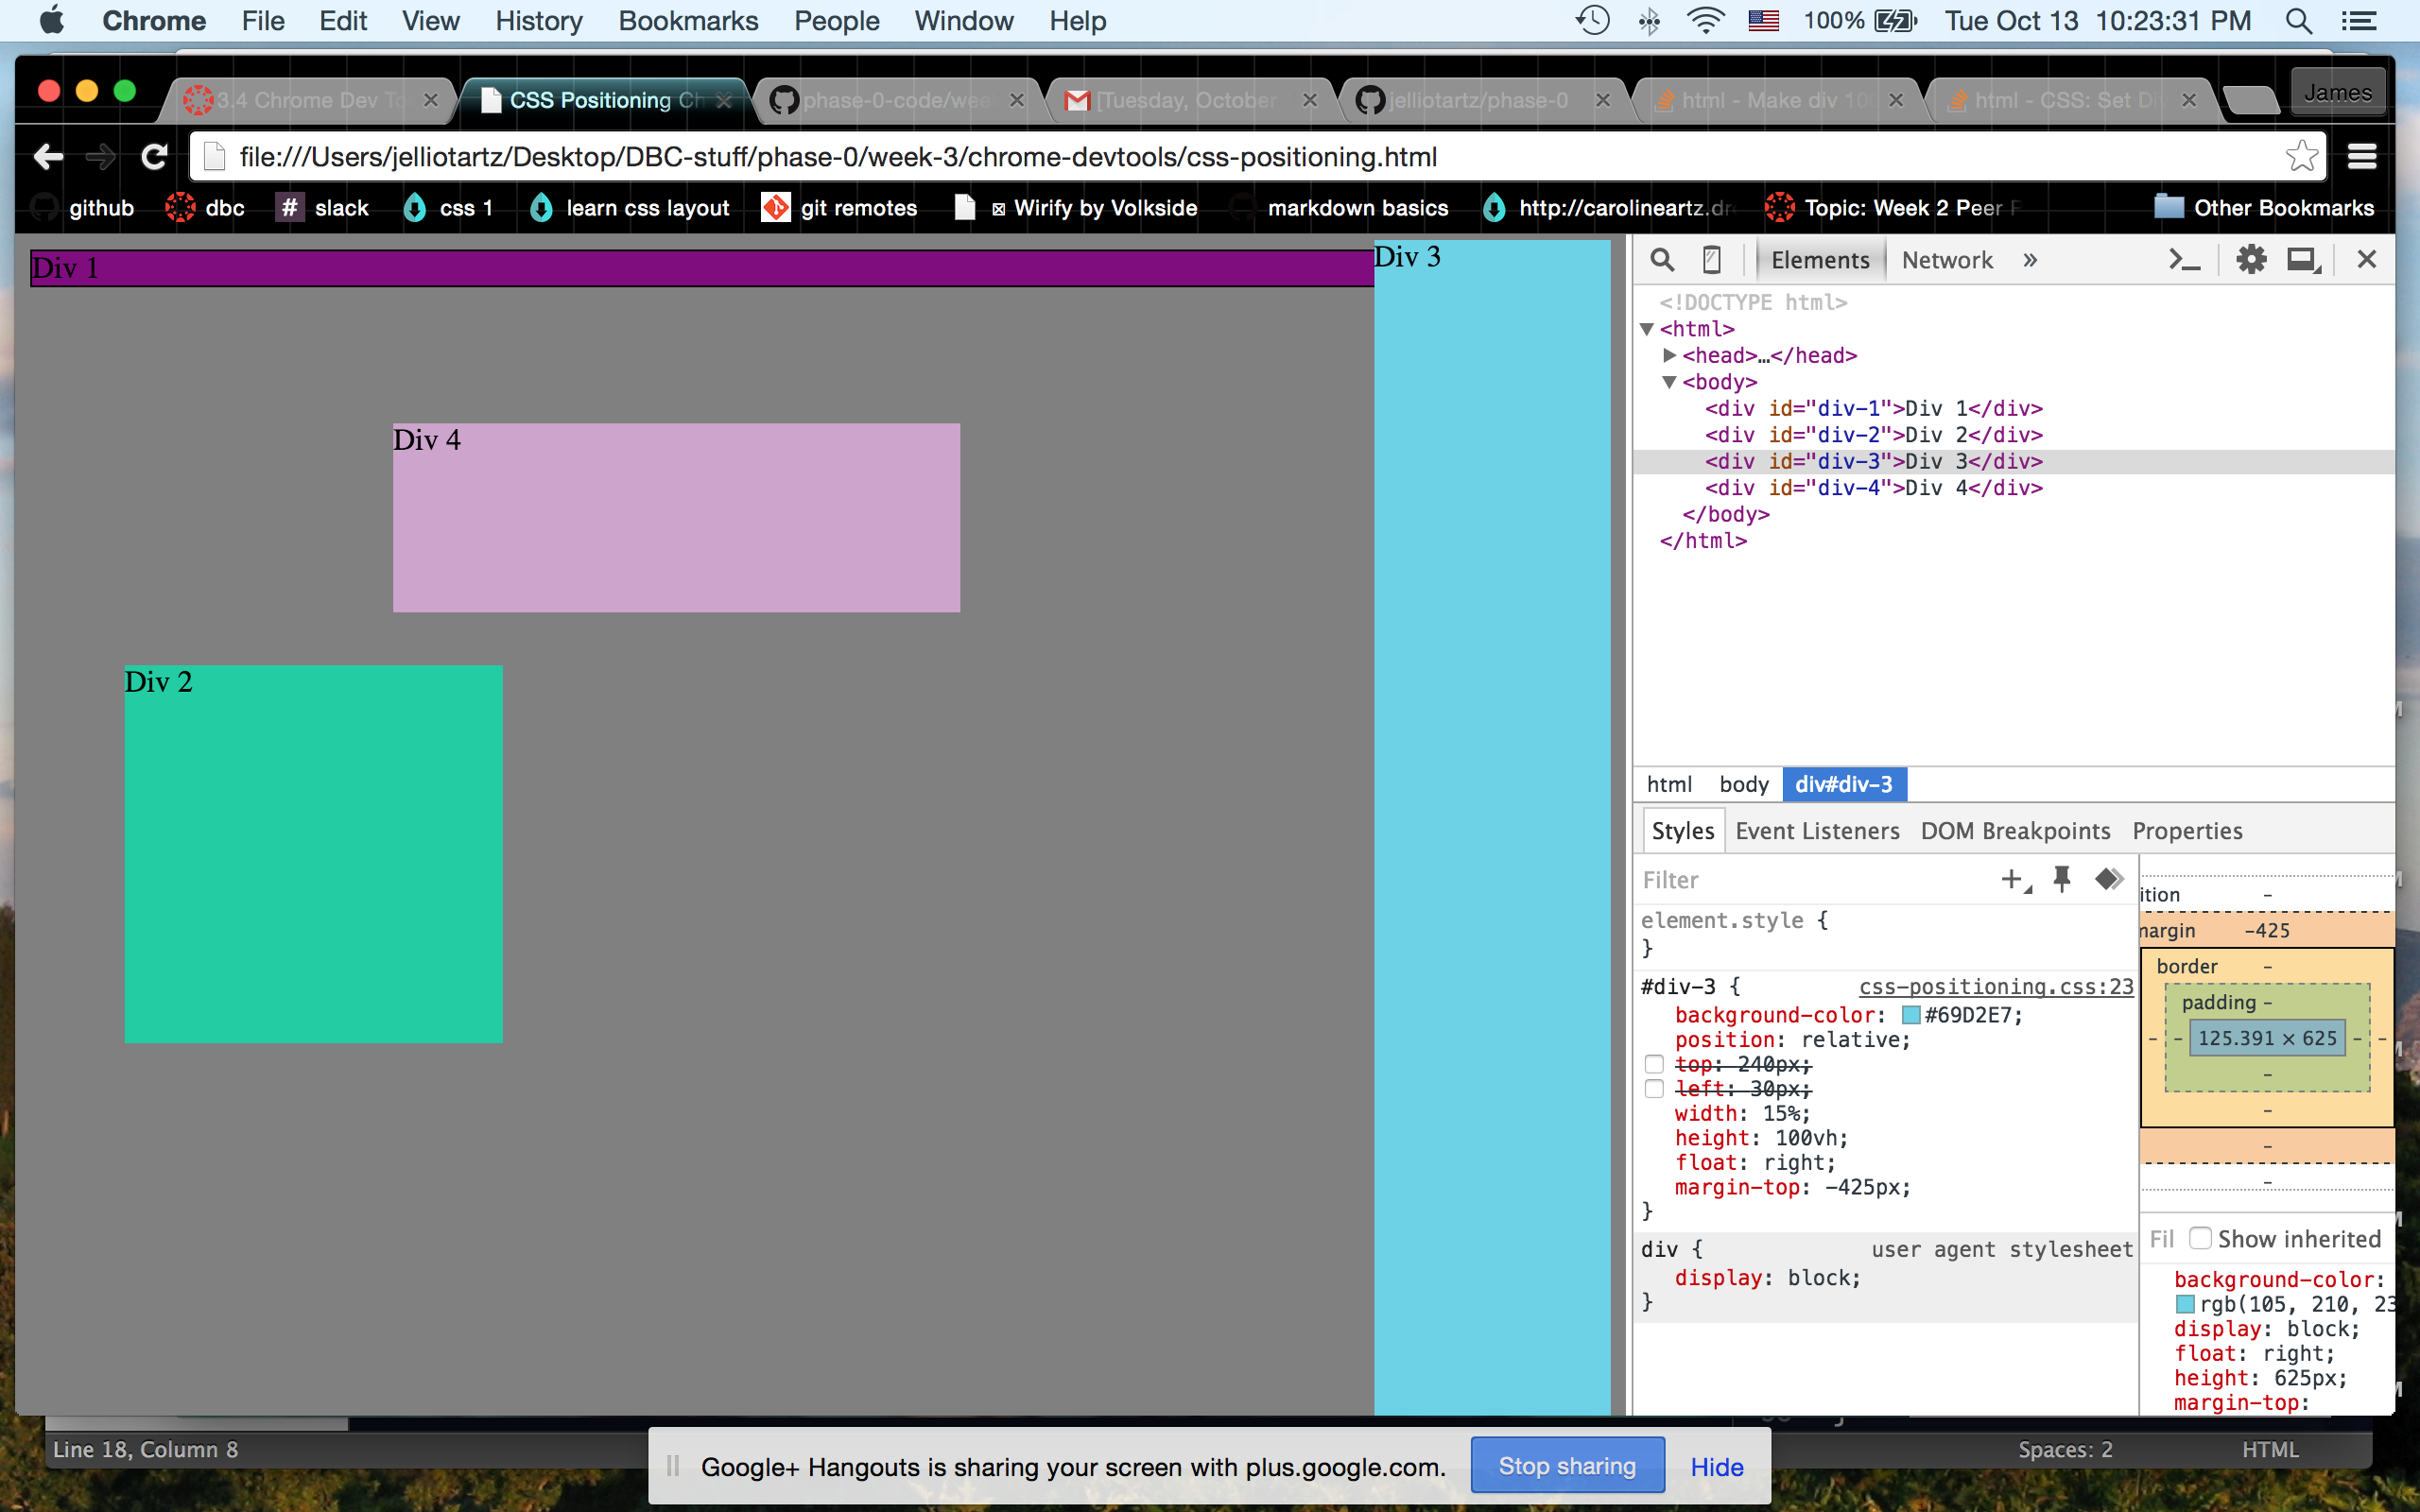 Chrome File Edit View History Bookmarks People Window Help 100% Tue Oct 13 10:23:31 PM
3.4 Chrome Dev To CSS Positioning Ch phase-0-code/wee [Tuesday, October jelliotartz/phase-0 html - Make div 100 html - CSS: Set Di James
file:///Users/jelliotartz/Desktop/DBC-stuff/phase-0/week-3/chrome-devtools/css-positioning.html
github dbc # slack css 1 learn css layout git remotes Wirify by Volkside markdown basics http://carolineartz.dr Topic: Week 2 Peer Other Bookmarks
Div 1
Div 3
Div 4
Div 2
Elements Network »
<!DOCTYPE html>
<html>
<head>…</head>
<body>
<div id="div-1">Div 1</div>
<div id="div-2">Div 2</div>
<div id="div-3">Div 3</div>
<div id="div-4">Div 4</div>
</body>
</html>
html body div#div-3
Styles Event Listeners DOM Breakpoints Properties
Filter
element.style {
}
#div-3 { css-positioning.css:23
background-color: #69D2E7;
position: relative;
top: 240px;
left: 30px;
width: 15%;
height: 100vh;
float: right;
margin-top: -425px;
}
div { user agent stylesheet
display: block;
}
ition -
margin -425
border -
padding -
- - 125.391 × 625 - -
-
-
-
-
Fil Show inherited
background-color:
rgb(105, 210, 23
display: block;
float: right;
height: 625px;
margin-top:
Line 18, Column 8 Spaces: 2 HTML
Google+ Hangouts is sharing your screen with plus.google.com. Stop sharing Hide